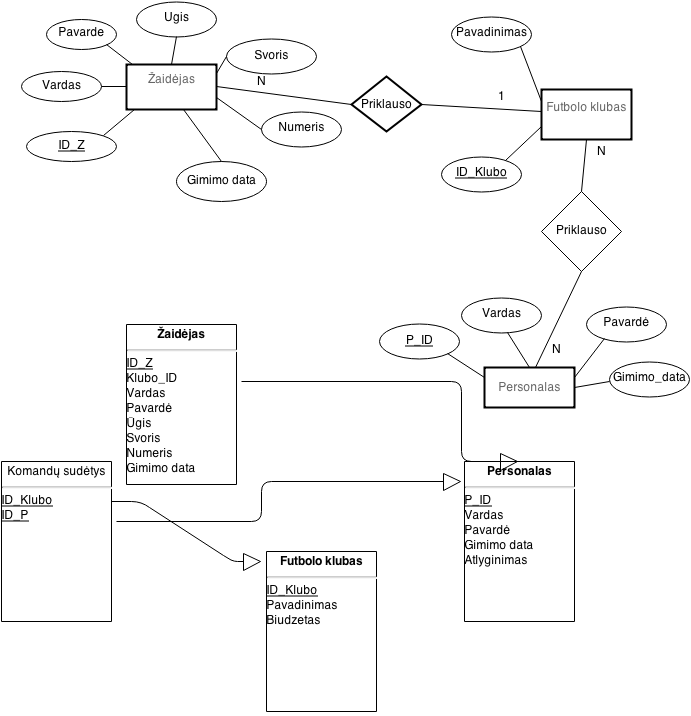 Ugis
Pavarde
Pavadinimas
Svoris
Žaidėjas
N
Vardas
1
Priklauso
Futbolo klubas
Numeris
ID_Z
N
ID_Klubo
Gimimo data
Priklauso
Vardas
Pavardė
Žaidėjas
P_ID
N
ID_Z
Klubo_ID
Vardas
Pavardė
Ūgis
Svoris
Numeris
Gimimo data
Gimimo_data
Personalas
Komandų sudėtys
ID_Klubo
ID_P
Personalas
P_ID
Vardas
Pavardė
Gimimo data
Atlyginimas
Futbolo klubas
ID_Klubo
Pavadinimas
Biudzetas